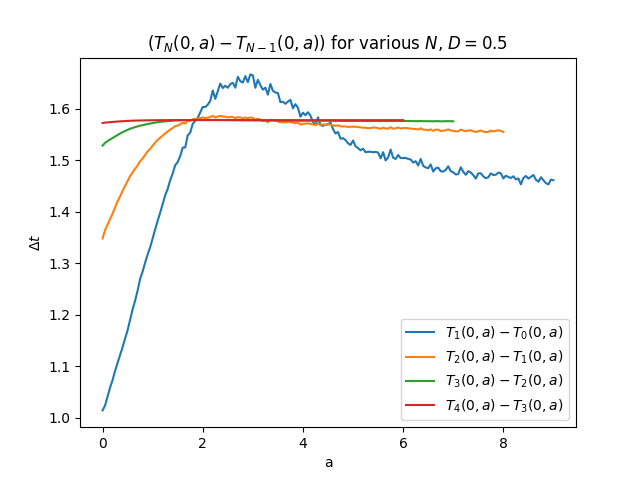 (T_N(0, a) − T_{N−1}(0, a)) for various N, D = 0.5
Δt
1.6
1.5
1.4
1.3
1.2
1.1
1.0
T_1(0, a) − T_0(0, a)
T_2(0, a) − T_1(0, a)
T_3(0, a) − T_2(0, a)
T_4(0, a) − T_3(0, a)
0 2 4 6 8
a